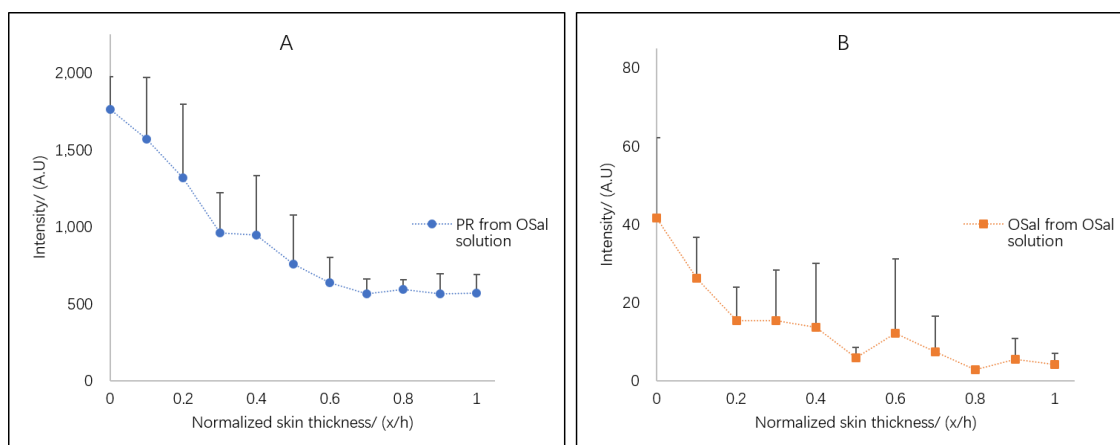 A
2,000
1,500
1,000
500
0
Intensity/ (A.U)
0
0.2
0.4
0.6
0.8
1
Normalized skin thickness/ (x/h)
PR from OSal
solution
B
80
60
40
20
0
Intensity/ (A.U)
0
0.2
0.4
0.6
0.8
1
Normalized skin thickness/ (x/h)
OSal from OSal
solution